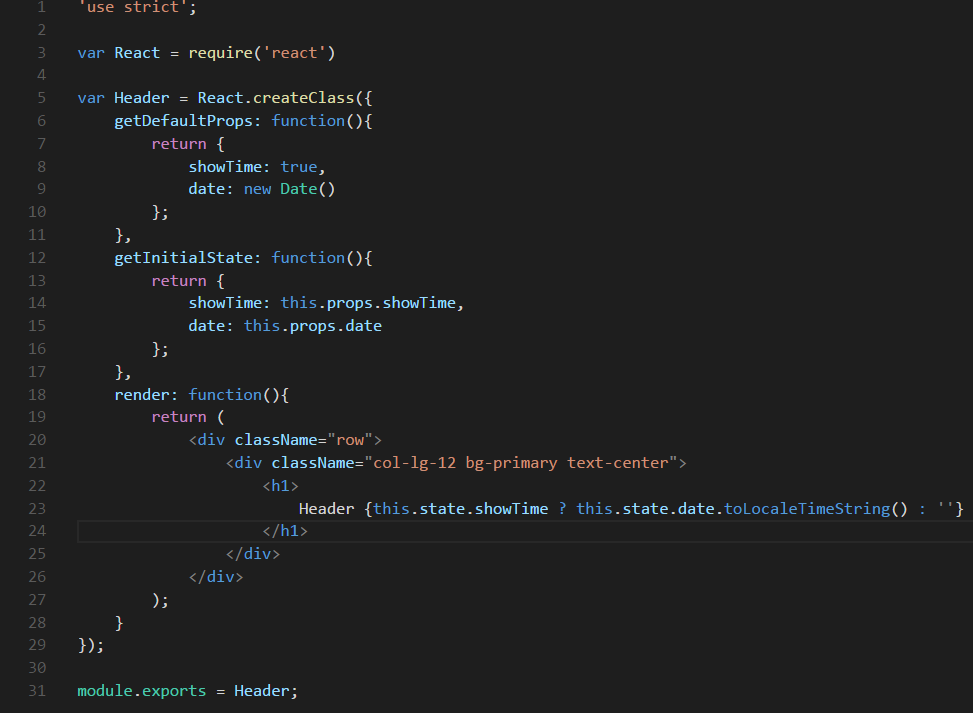 1 'use strict';
2
3 var React = require('react')
4
5 var Header = React.createClass({
6     getDefaultProps: function(){
7         return {
8             showTime: true,
9             date: new Date()
10         };
11     },
12     getInitialState: function(){
13         return {
14             showTime: this.props.showTime,
15             date: this.props.date
16         };
17     },
18     render: function(){
19         return (
20             <div className="row">
21                 <div className="col-lg-12 bg-primary text-center">
22                     <h1>
23                         Header {this.state.showTime ? this.state.date.toLocaleTimeString() : ''}
24                     </h1>
25                 </div>
26             </div>
27         );
28     }
29 });
30
31 module.exports = Header;